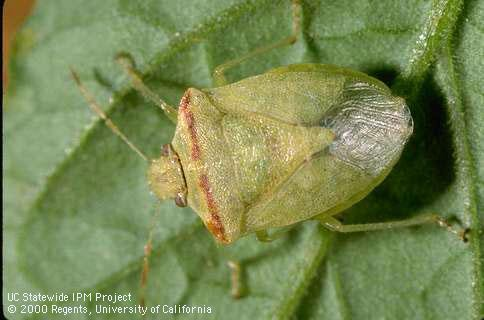 UC Statewide IPM Project
© 2000 Regents, University of California